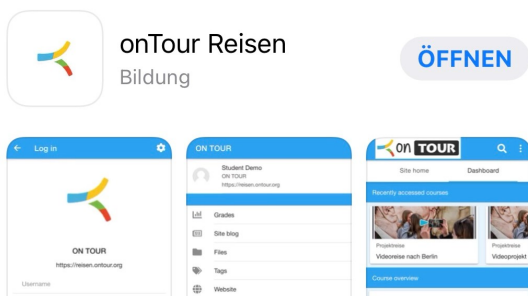 onTour Reisen
Bildung
ÖFFNEN
Log in
ON TOUR
https://reisen.ontour.org
Username
ON TOUR
Student Demo
ON TOUR
https://reisen.ontour.org
Grades
Site blog
Files
Tags
Website
on TOUR
Site home
Dashboard
Recently accessed courses
Projektreise
Videoreise nach Berlin
Projektreise
Videoprojekt
Course overview